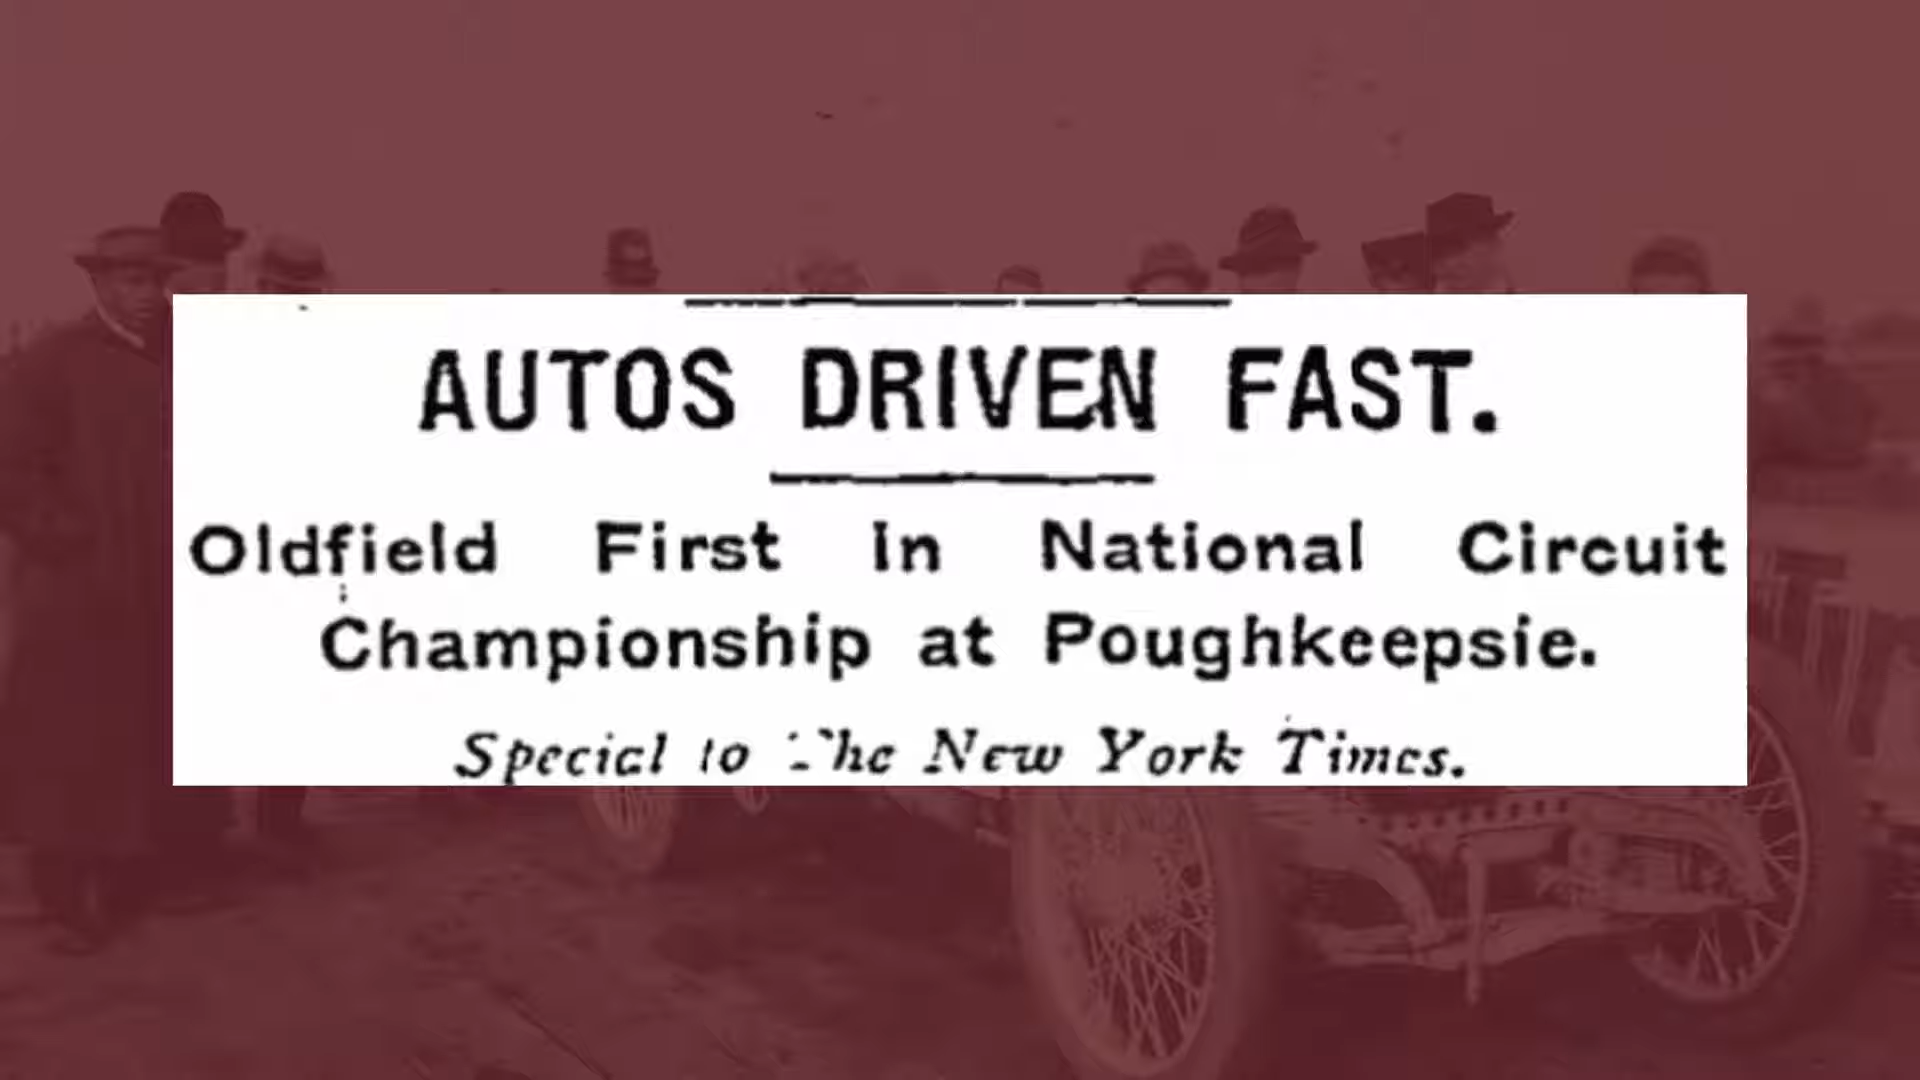 AUTOS DRIVEN FAST.
Oldfield First in National Circuit
Championship at Poughkeepsie.
Special to The New York Times.